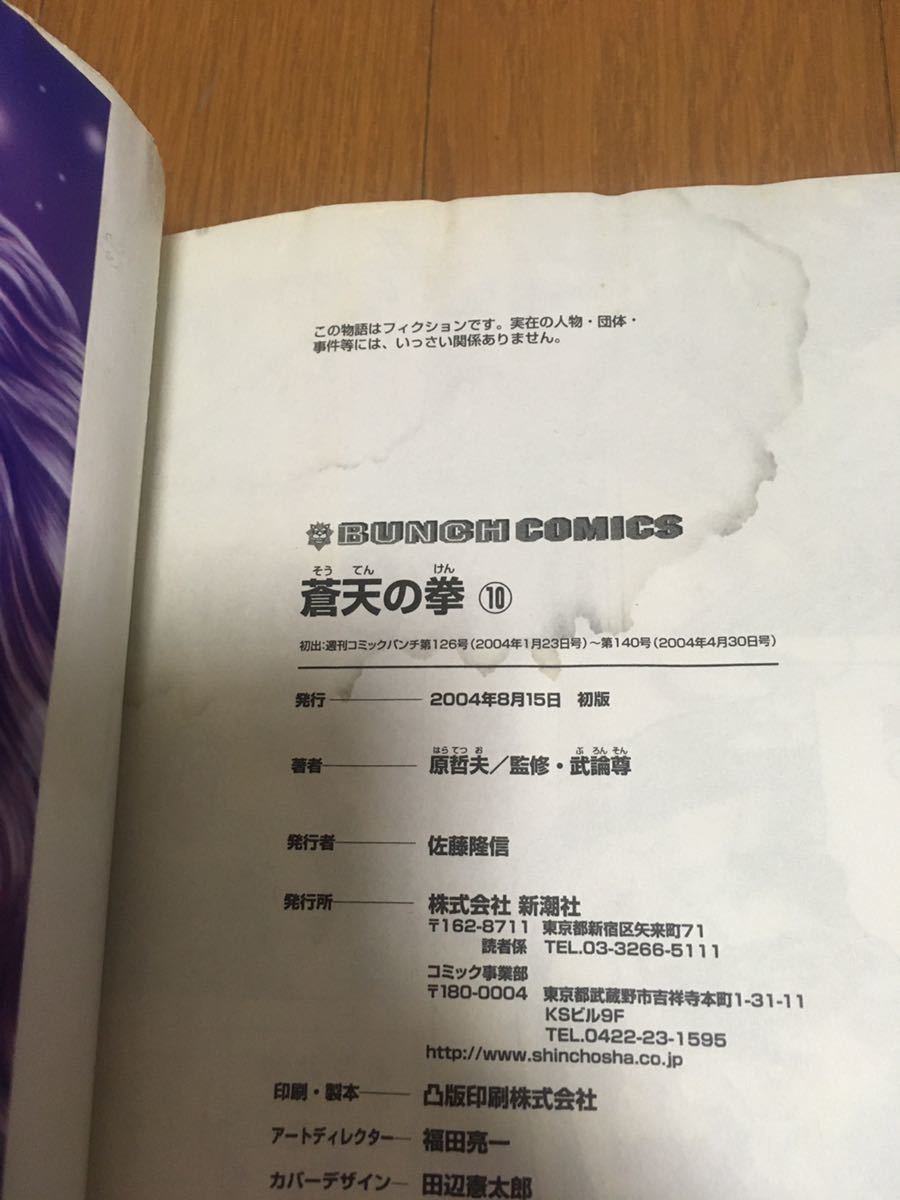 この物語はフィクションです。実在の人物・団体・
事件等には、いっさい関係ありません。
BUNCH COMICS
そう てん けん
蒼天の拳 ⑩
初出:週刊コミックバンチ第126号(2004年1月23日号)〜第140号(2004年4月30日号)
発行 2004年8月15日 初版
はら てつ お ぶ ろん そん
著者 原哲夫/監修・武論尊
発行者 佐藤隆信
発行所 株式会社 新潮社
〒162-8711 東京都新宿区矢来町71
読者係 TEL.03-3266-5111
コミック事業部
〒180-0004 東京都武蔵野市吉祥寺本町1-31-11
KSビル9F
TEL.0422-23-1595
http://www.shinchosha.co.jp
印刷・製本 凸版印刷株式会社
アートディレクター 福田亮一
カバーデザイン 田辺憲太郎